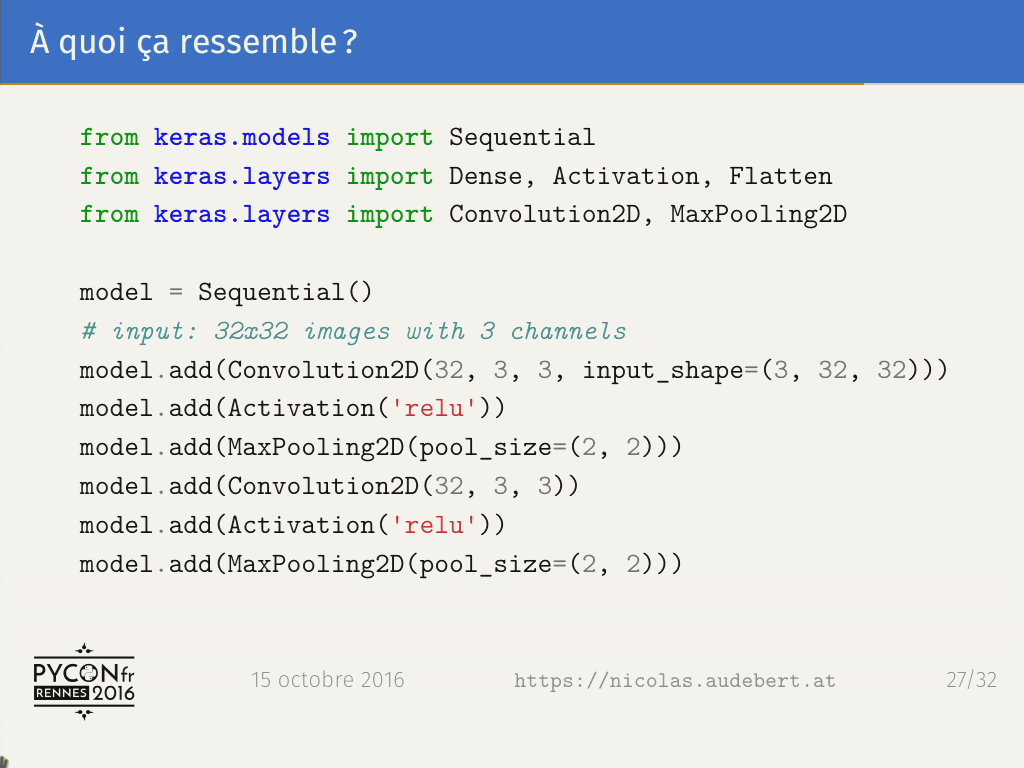 À quoi ça ressemble ?
from keras.models import Sequential
from keras.layers import Dense, Activation, Flatten
from keras.layers import Convolution2D, MaxPooling2D
model = Sequential()
# input: 32x32 images with 3 channels
model.add(Convolution2D(32, 3, 3, input_shape=(3, 32, 32)))
model.add(Activation('relu'))
model.add(MaxPooling2D(pool_size=(2, 2)))
model.add(Convolution2D(32, 3, 3))
model.add(Activation('relu'))
model.add(MaxPooling2D(pool_size=(2, 2)))
PYCONfr
RENNES 2016
15 octobre 2016
https://nicolas.audebert.at
27/32